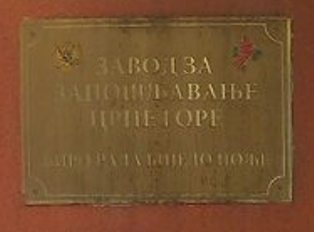 ЗАВОД ЗА
ЗАПОШЉАВАЊЕ
ЦРНЕ ГОРЕ
БИРО РАДА БИЈЕЛО ПОЉЕ